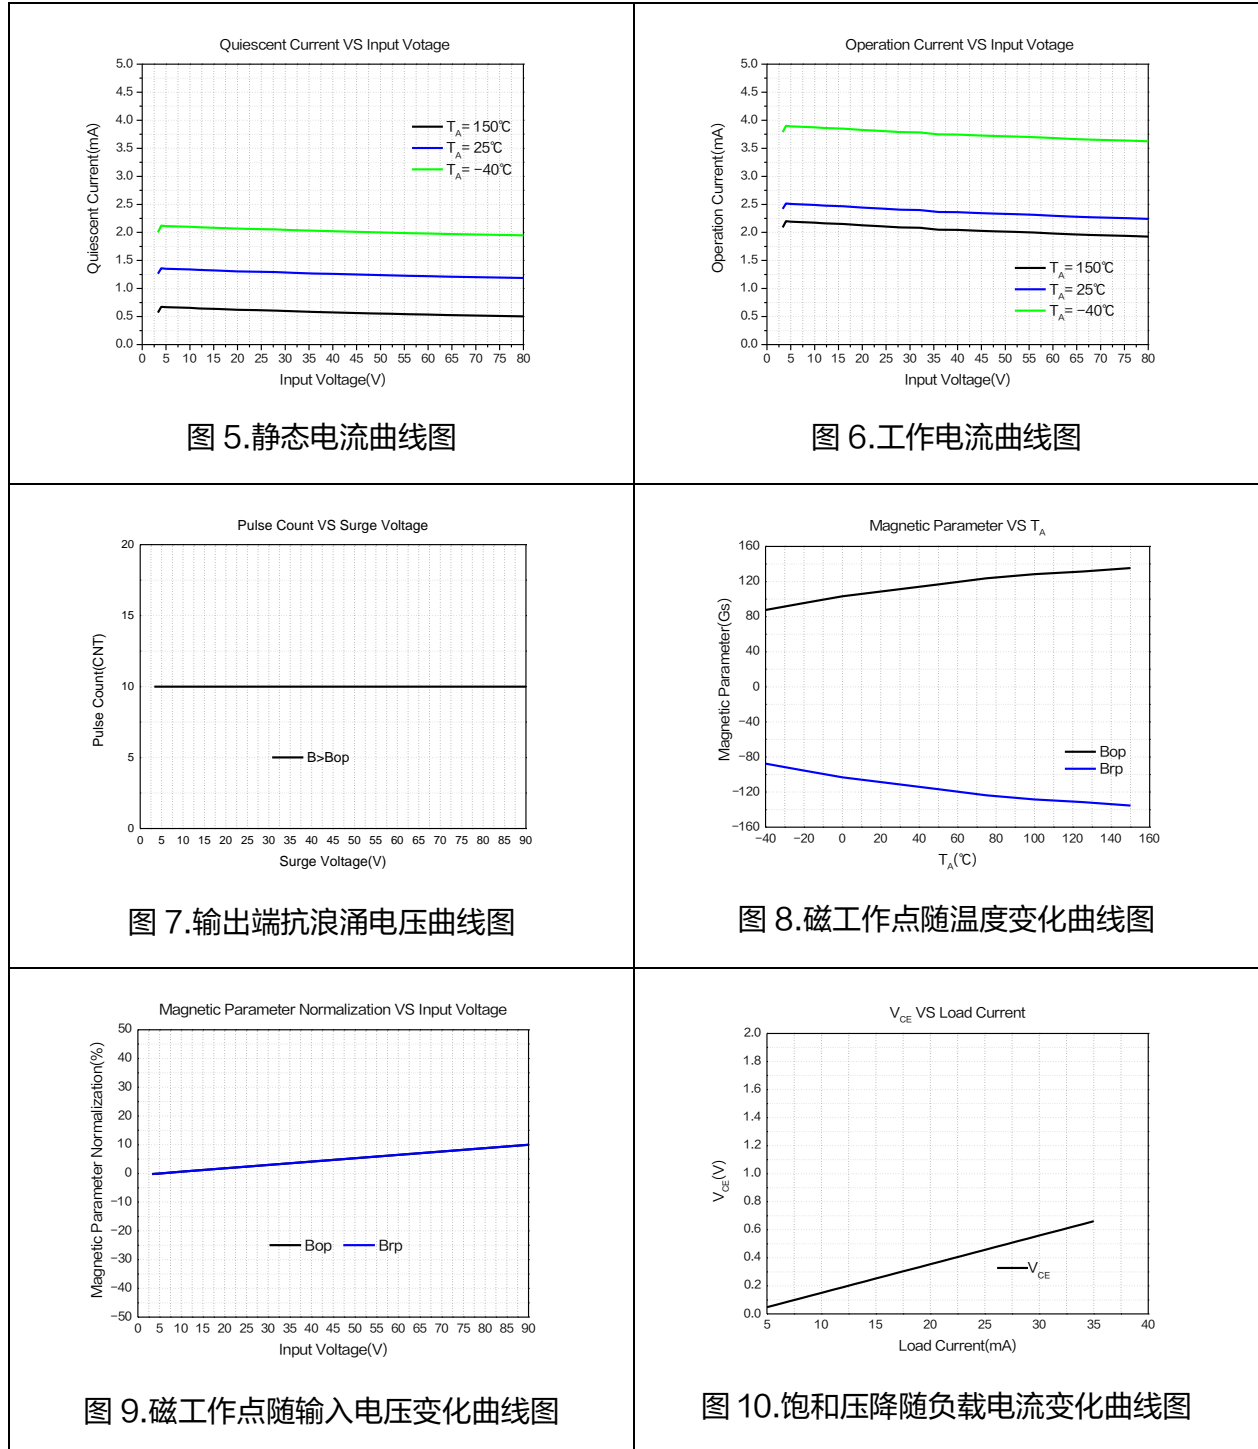 Quiescent Current VS Input Votage
Quiescent Current(mA)
5.0
4.5
4.0
3.5
3.0
2.5
2.0
1.5
1.0
0.5
0.0
TA= 150℃
TA= 25℃
TA= −40℃
0 5 10 15 20 25 30 35 40 45 50 55 60 65 70 75 80
Input Voltage(V)
图 5.静态电流曲线图
Operation Current VS Input Votage
Operation Current(mA)
5.0
4.5
4.0
3.5
3.0
2.5
2.0
1.5
1.0
0.5
0.0
TA= 150℃
TA= 25℃
TA= −40℃
0 5 10 15 20 25 30 35 40 45 50 55 60 65 70 75 80
Input Voltage(V)
图 6.工作电流曲线图
Pulse Count VS Surge Voltage
Pulse Count(CNT)
20
15
10
5
0
B>Bop
0 5 10 15 20 25 30 35 40 45 50 55 60 65 70 75 80 85 90
Surge Voltage(V)
图 7.输出端抗浪涌电压曲线图
Magnetic Parameter VS TA
Magnetic Parameter(Gs)
160
120
80
40
0
−40
−80
−120
−160
Bop
Brp
−40 −20 0 20 40 60 80 100 120 140 160
TA(℃)
图 8.磁工作点随温度变化曲线图
Magnetic Parameter Normalization VS Input Voltage
Magnetic Parameter Normalization(%)
50
40
30
20
10
0
−10
−20
−30
−40
−50
Bop Brp
0 5 10 15 20 25 30 35 40 45 50 55 60 65 70 75 80 85 90
Input Voltage(V)
图 9.磁工作点随输入电压变化曲线图
VCE VS Load Current
VCE(V)
2.0
1.8
1.6
1.4
1.2
1.0
0.8
0.6
0.4
0.2
0.0
VCE
5 10 15 20 25 30 35 40
Load Current(mA)
图 10.饱和压降随负载电流变化曲线图